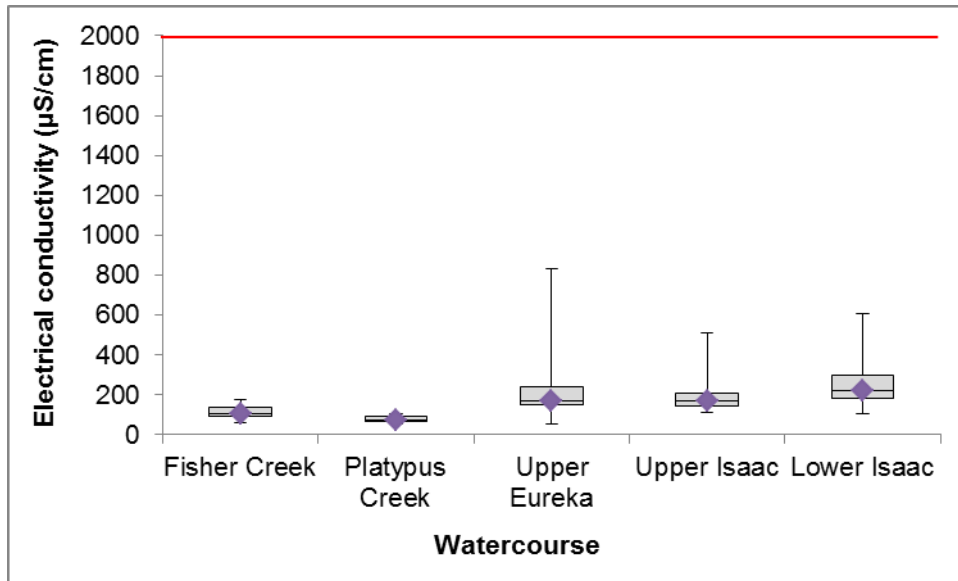 Electrical conductivity (µS/cm)
2000
1800
1600
1400
1200
1000
800
600
400
200
0
Fisher Creek
Platypus
Creek
Upper
Eureka
Upper Isaac
Lower Isaac
Watercourse